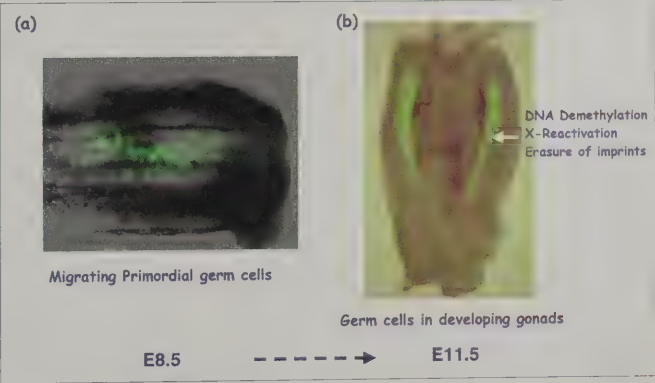 (a)
(b)
DNA Demethylation
X-Reactivation
Erasure of imprints
Migrating Primordial germ cells
Germ cells in developing gonads
E8.5
E11.5